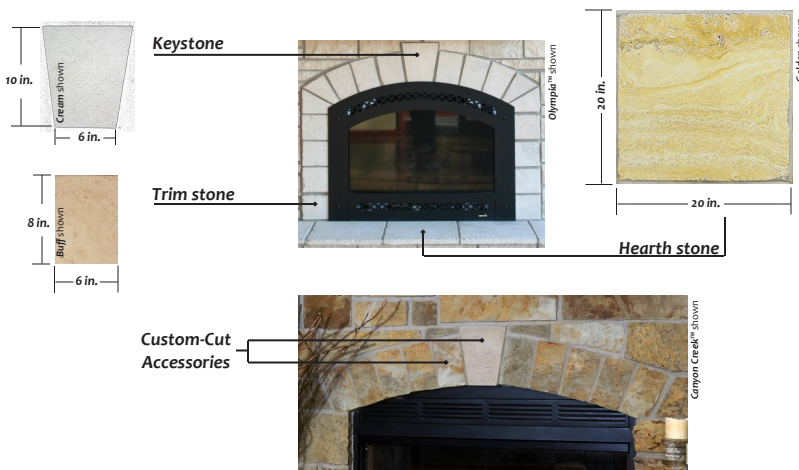 Keystone
10 in.
Cream shown
6 in.
Olympia™ shown
20 in.
20 in.
Trim stone
8 in.
Buff shown
6 in.
Hearth stone
Custom-Cut
Accessories
Canyon Creek™ shown